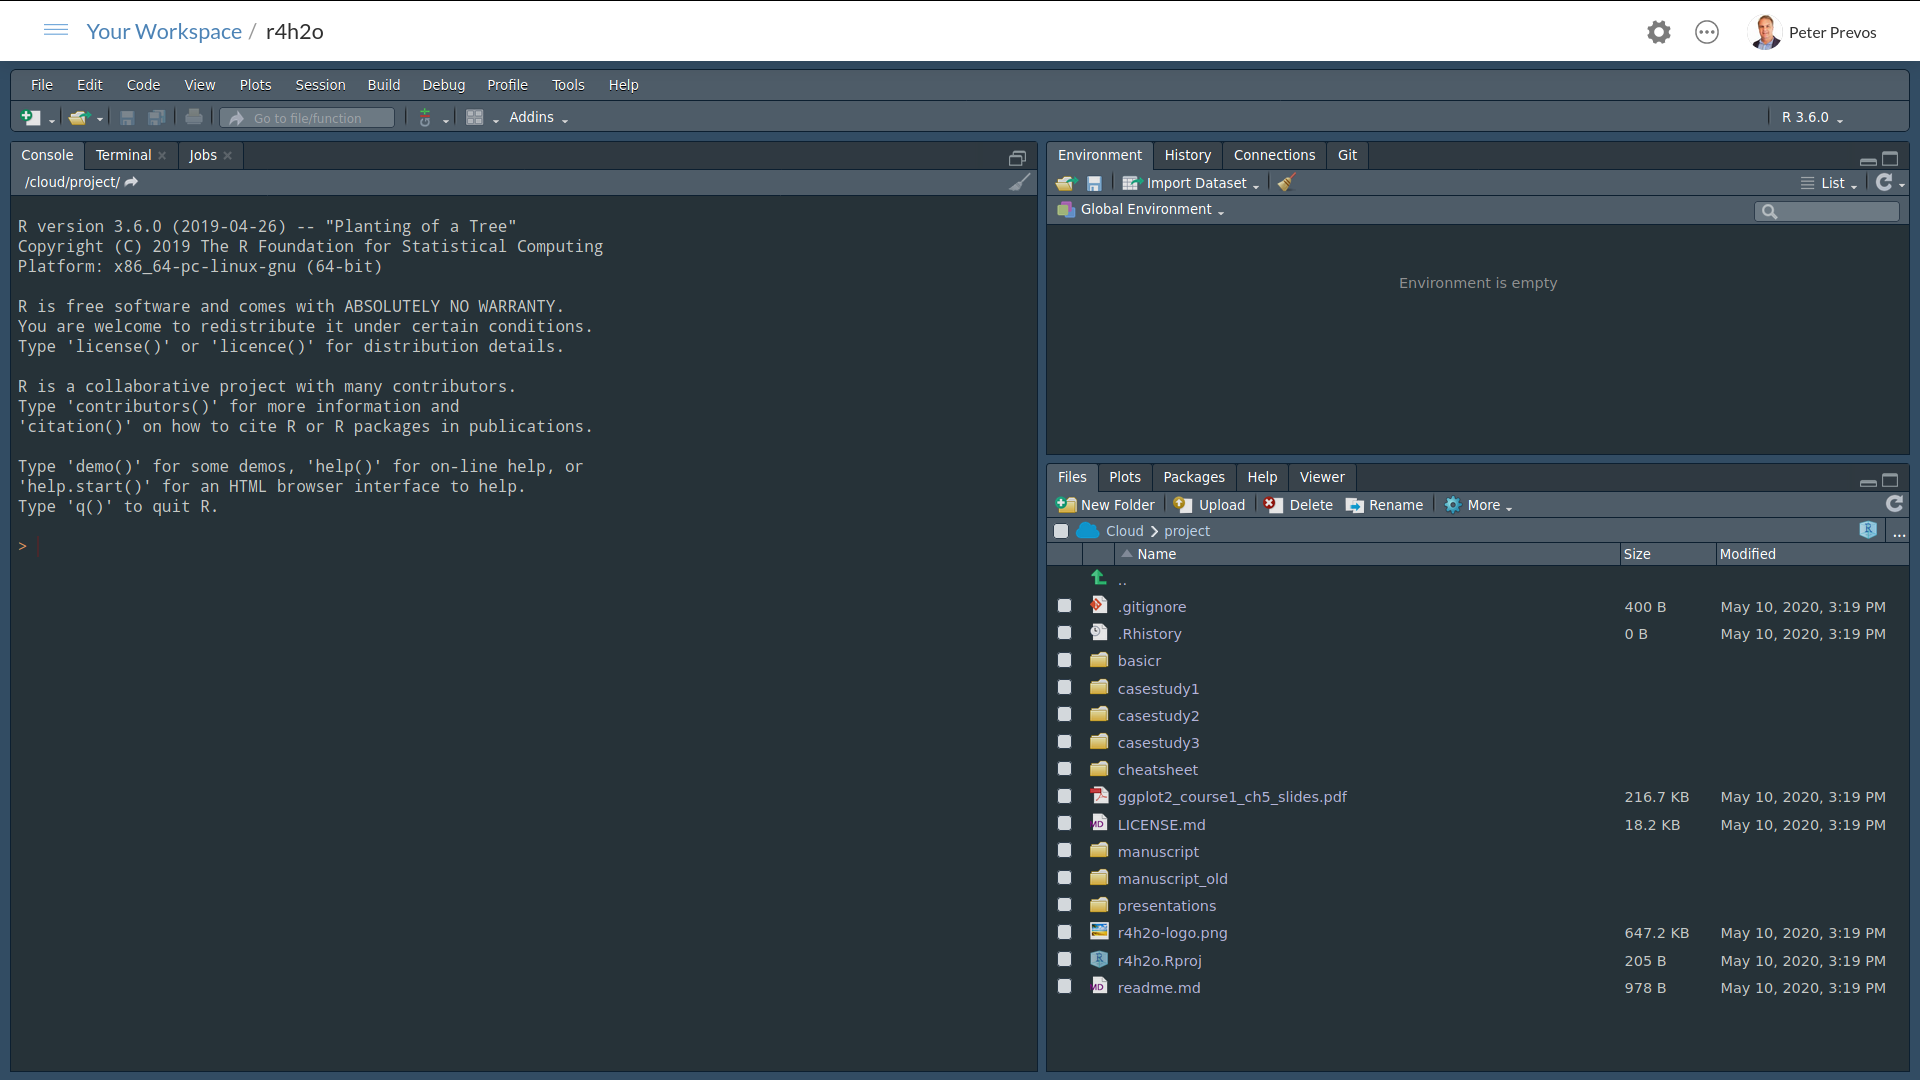 Your Workspace / r4h2o
Peter Prevos
File Edit Code View Plots Session Build Debug Profile Tools Help
Go to file/function Addins R 3.6.0
Console Terminal Jobs
/cloud/project/
R version 3.6.0 (2019-04-26) -- "Planting of a Tree"
Copyright (C) 2019 The R Foundation for Statistical Computing
Platform: x86_64-pc-linux-gnu (64-bit)
R is free software and comes with ABSOLUTELY NO WARRANTY.
You are welcome to redistribute it under certain conditions.
Type 'license()' or 'licence()' for distribution details.
R is a collaborative project with many contributors.
Type 'contributors()' for more information and
'citation()' on how to cite R or R packages in publications.
Type 'demo()' for some demos, 'help()' for on-line help, or
'help.start()' for an HTML browser interface to help.
Type 'q()' to quit R.
>
Environment History Connections Git
Import Dataset List
Global Environment
Environment is empty
Files Plots Packages Help Viewer
New Folder Upload Delete Rename More
Cloud project ...
Name Size Modified
..
.gitignore 400 B May 10, 2020, 3:19 PM
.Rhistory 0 B May 10, 2020, 3:19 PM
basicr
casestudy1
casestudy2
casestudy3
cheatsheet
ggplot2_course1_ch5_slides.pdf 216.7 KB May 10, 2020, 3:19 PM
LICENSE.md 18.2 KB May 10, 2020, 3:19 PM
manuscript
manuscript_old
presentations
r4h2o-logo.png 647.2 KB May 10, 2020, 3:19 PM
r4h2o.Rproj 205 B May 10, 2020, 3:19 PM
readme.md 978 B May 10, 2020, 3:19 PM